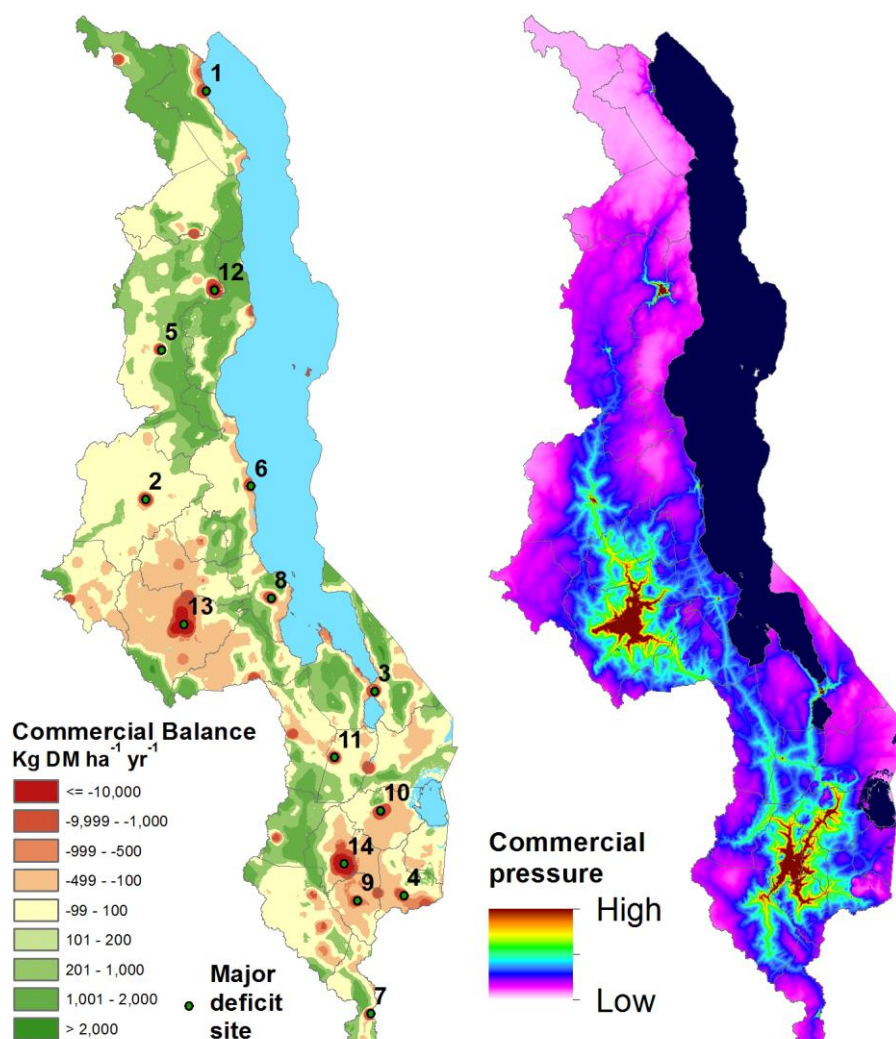 1
12
5
6
2
8
13
3
11
10
14
9
4
7
Commercial Balance
Kg DM ha⁻¹ yr⁻¹
<= -10,000
-9,999 - -1,000
-999 - -500
-499 - -100
-99 - 100
101 - 200
201 - 1,000
1,001 - 2,000
> 2,000
Major
deficit
site
Commercial
pressure
High
Low